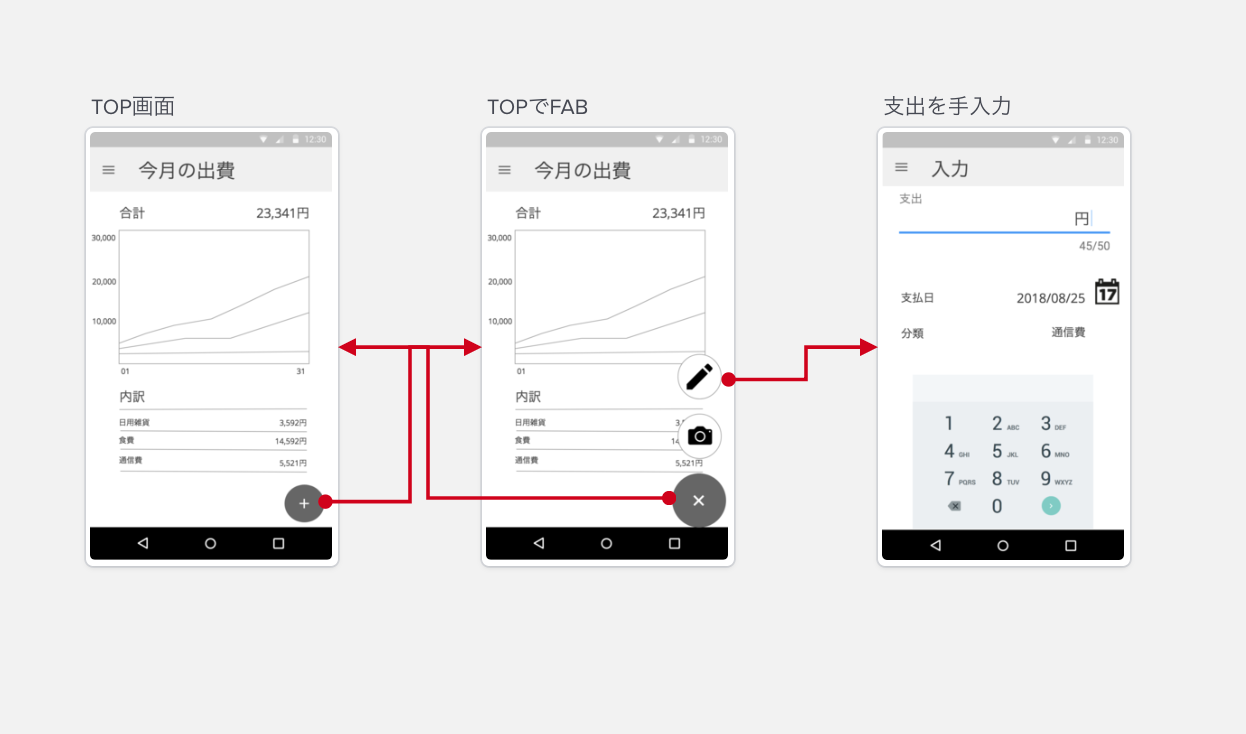 TOP画面
12:30
今月の出費
合計 23,341円
30,000
20,000
10,000
01 31
内訳
日用雑貨 3,592円
食費 14,592円
通信費 5,521円
+
TOPでFAB
12:30
今月の出費
合計 23,341円
30,000
20,000
10,000
01
内訳
日用雑貨 3,5
食費 14,
通信費 5,521円
×
支出を手入力
12:30
入力
支出
円
45/50
支払日 2018/08/25 17
分類 通信費
1 2 ABC 3 DEF
4 GHI 5 JKL 6 MNO
7 PQRS 8 TUV 9 WXYZ
0